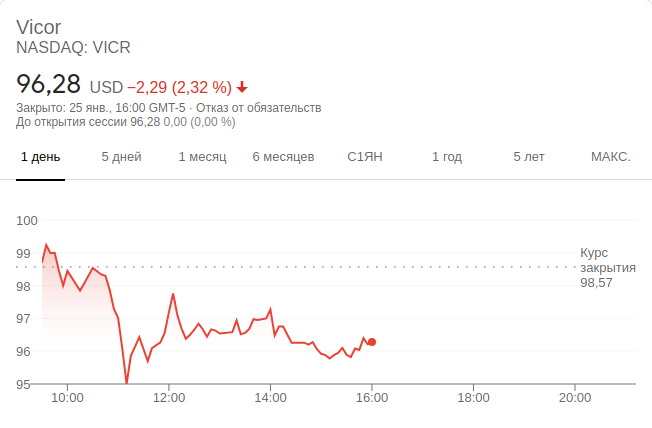 Vicor
NASDAQ: VICR
96,28 USD −2,29 (2,32 %)
Закрыто: 25 янв., 16:00 GMT-5 · Отказ от обязательств
До открытия сессии 96,28 0,00 (0,00 %)
1 день 5 дней 1 месяц 6 месяцев С1ЯН 1 год 5 лет МАКС.
100
99
98
97
96
95
Курс
закрытия
98,57
10:00 12:00 14:00 16:00 18:00 20:00